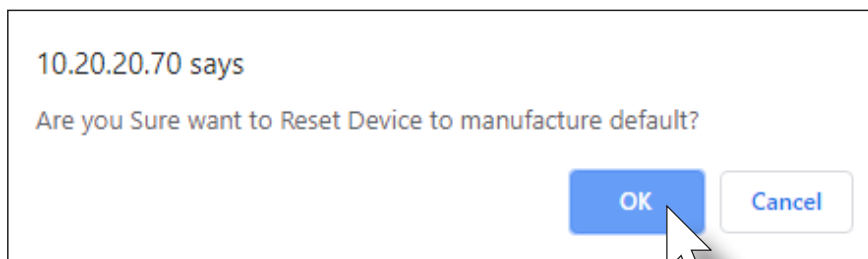 10.20.20.70 says
Are you Sure want to Reset Device to manufacture default?
OK Cancel